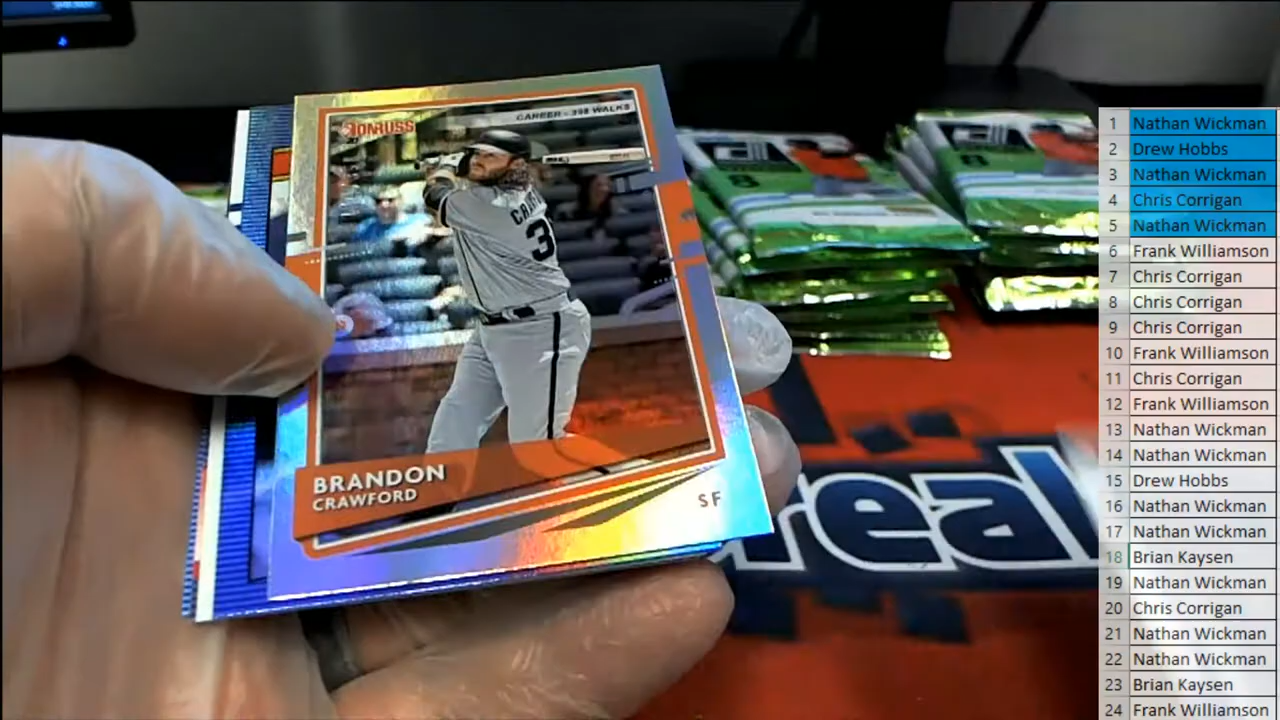 DONRUSS
CAREER - 398 WALKS
CRAW
3
BRANDON
CRAWFORD
SF
real
1 Nathan Wickman
2 Drew Hobbs
3 Nathan Wickman
4 Chris Corrigan
5 Nathan Wickman
6 Frank Williamson
7 Chris Corrigan
8 Chris Corrigan
9 Chris Corrigan
10 Frank Williamson
11 Chris Corrigan
12 Frank Williamson
13 Nathan Wickman
14 Nathan Wickman
15 Drew Hobbs
16 Nathan Wickman
17 Nathan Wickman
18 Brian Kaysen
19 Nathan Wickman
20 Chris Corrigan
21 Nathan Wickman
22 Nathan Wickman
23 Brian Kaysen
24 Frank Williamson